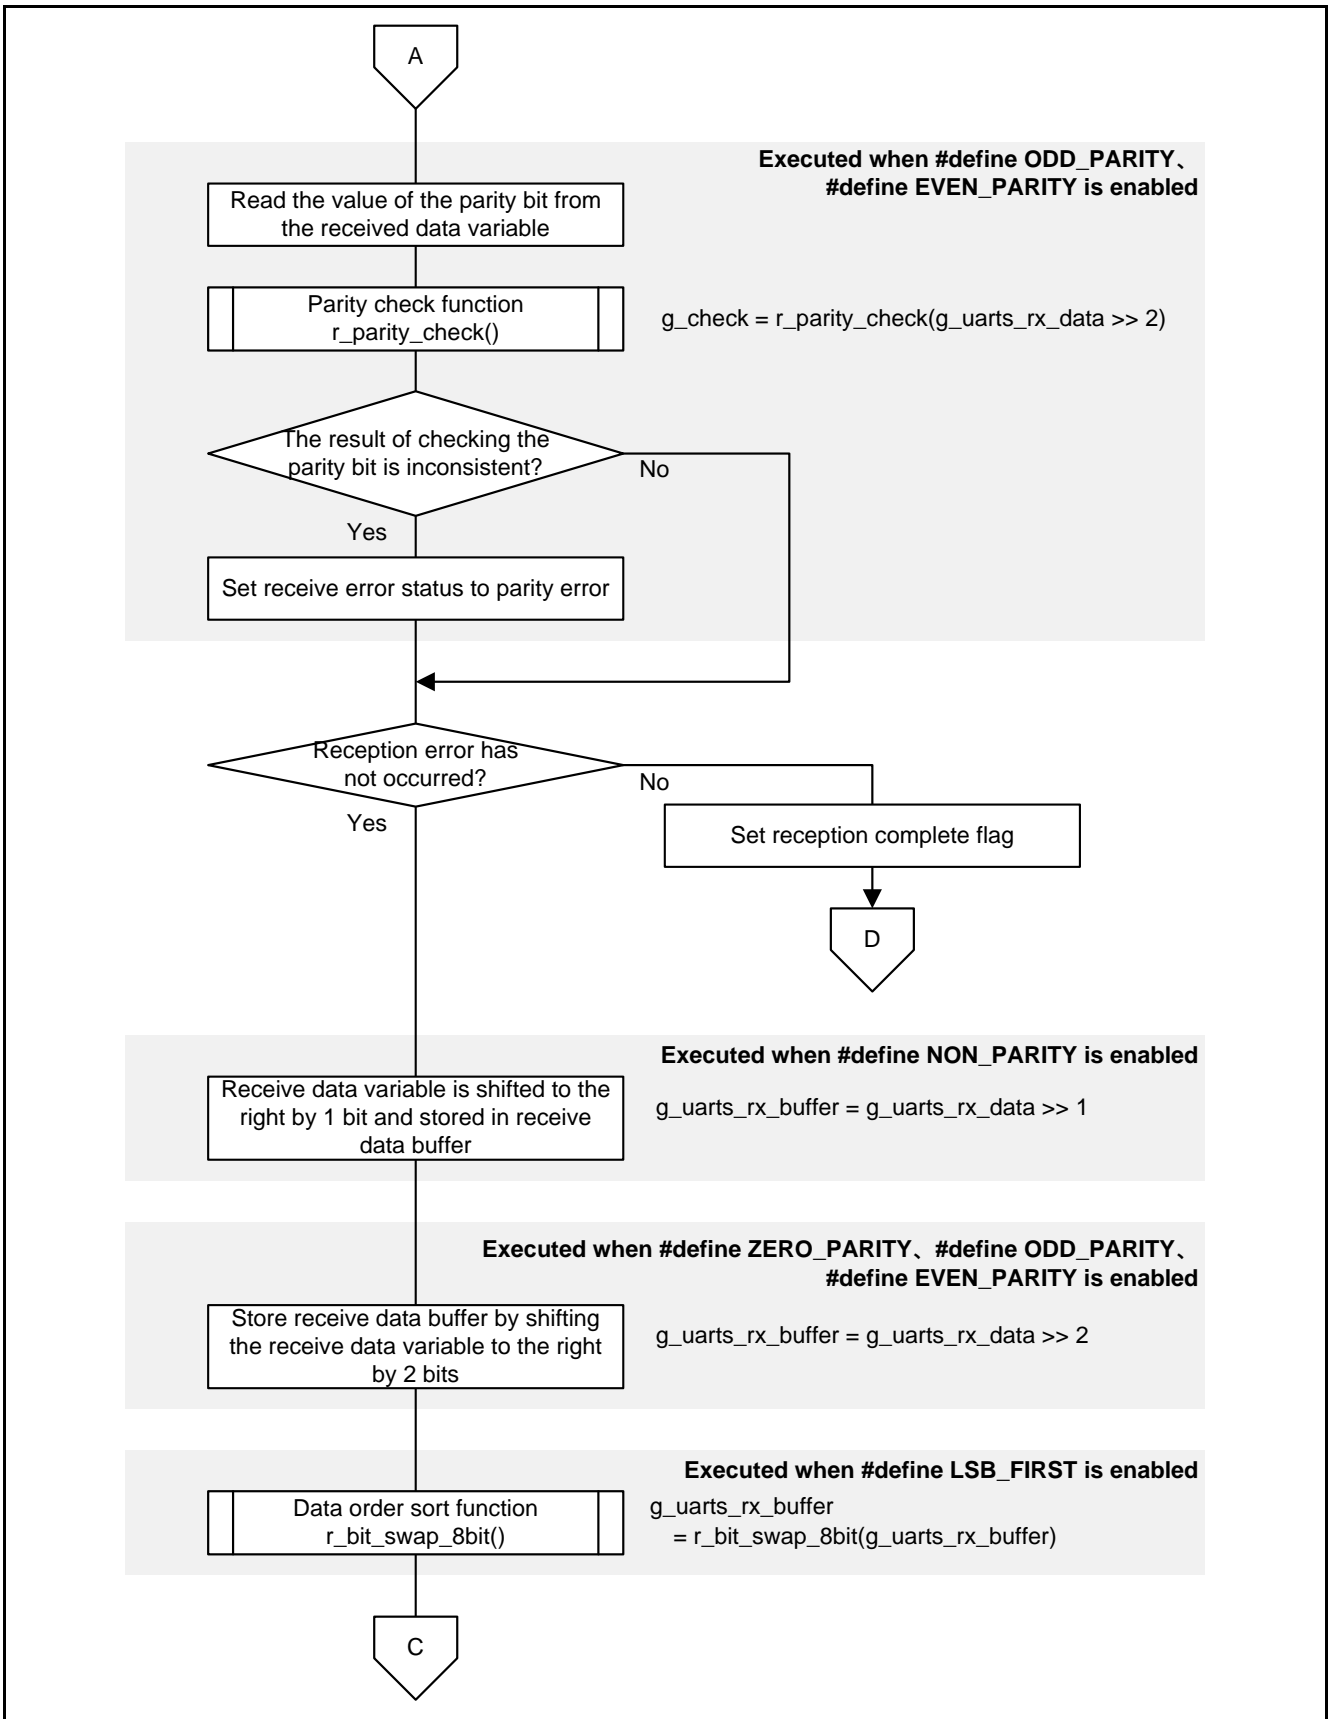 A
Executed when #define ODD_PARITY、
#define EVEN_PARITY is enabled
Read the value of the parity bit from
the received data variable
Parity check function
r_parity_check()
g_check = r_parity_check(g_uarts_rx_data >> 2)
The result of checking the
parity bit is inconsistent?
No
Yes
Set receive error status to parity error
Reception error has
not occurred?
No
Yes
Set reception complete flag
D
Executed when #define NON_PARITY is enabled
Receive data variable is shifted to the
right by 1 bit and stored in receive
data buffer
g_uarts_rx_buffer = g_uarts_rx_data >> 1
Executed when #define ZERO_PARITY、#define ODD_PARITY、
#define EVEN_PARITY is enabled
Store receive data buffer by shifting
the receive data variable to the right
by 2 bits
g_uarts_rx_buffer = g_uarts_rx_data >> 2
Executed when #define LSB_FIRST is enabled
Data order sort function
r_bit_swap_8bit()
g_uarts_rx_buffer
= r_bit_swap_8bit(g_uarts_rx_buffer)
C